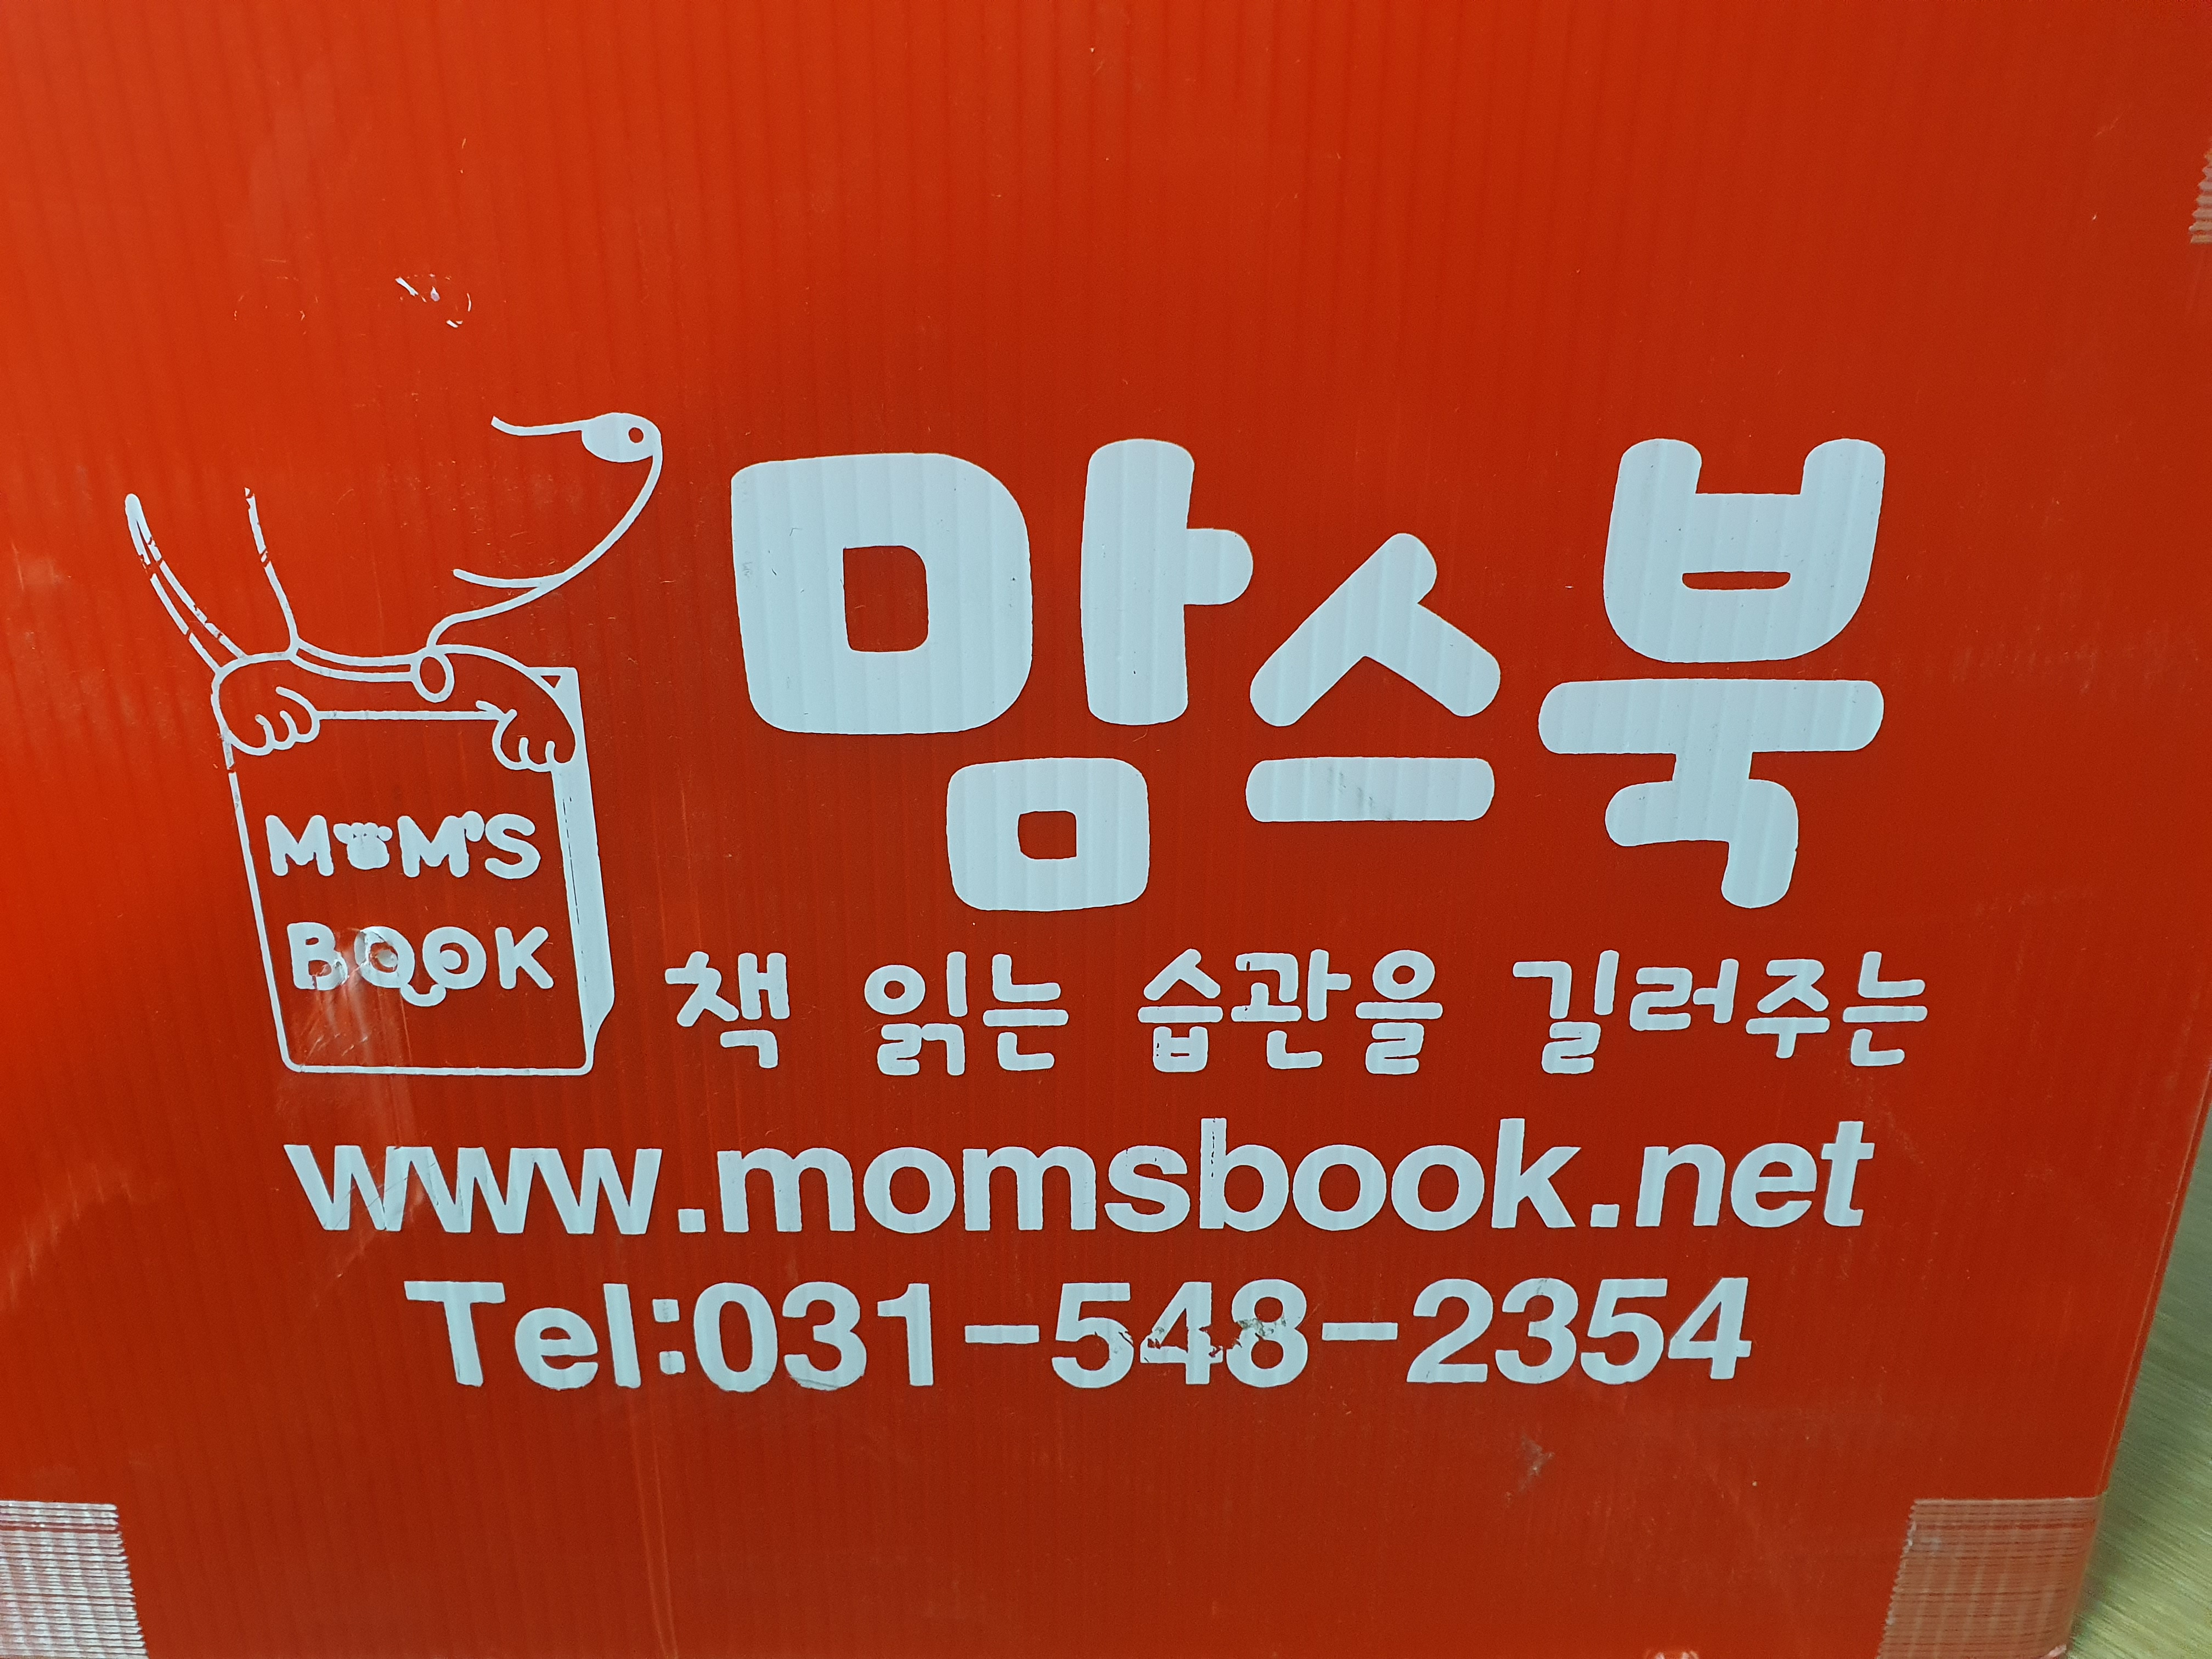 맘스북
MOM'S
BOOK
책 읽는 습관을 길러주는
www.momsbook.net
Tel:031-548-2354